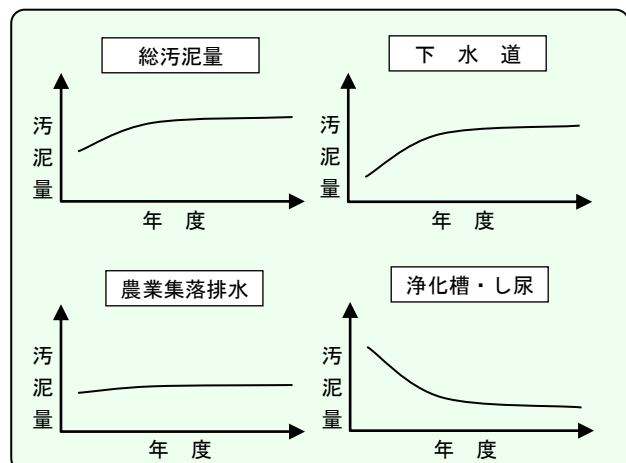 総汚泥量
汚泥量
年度
下水道
汚泥量
年度
農業集落排水
汚泥量
年度
浄化槽・し尿
汚泥量
年度